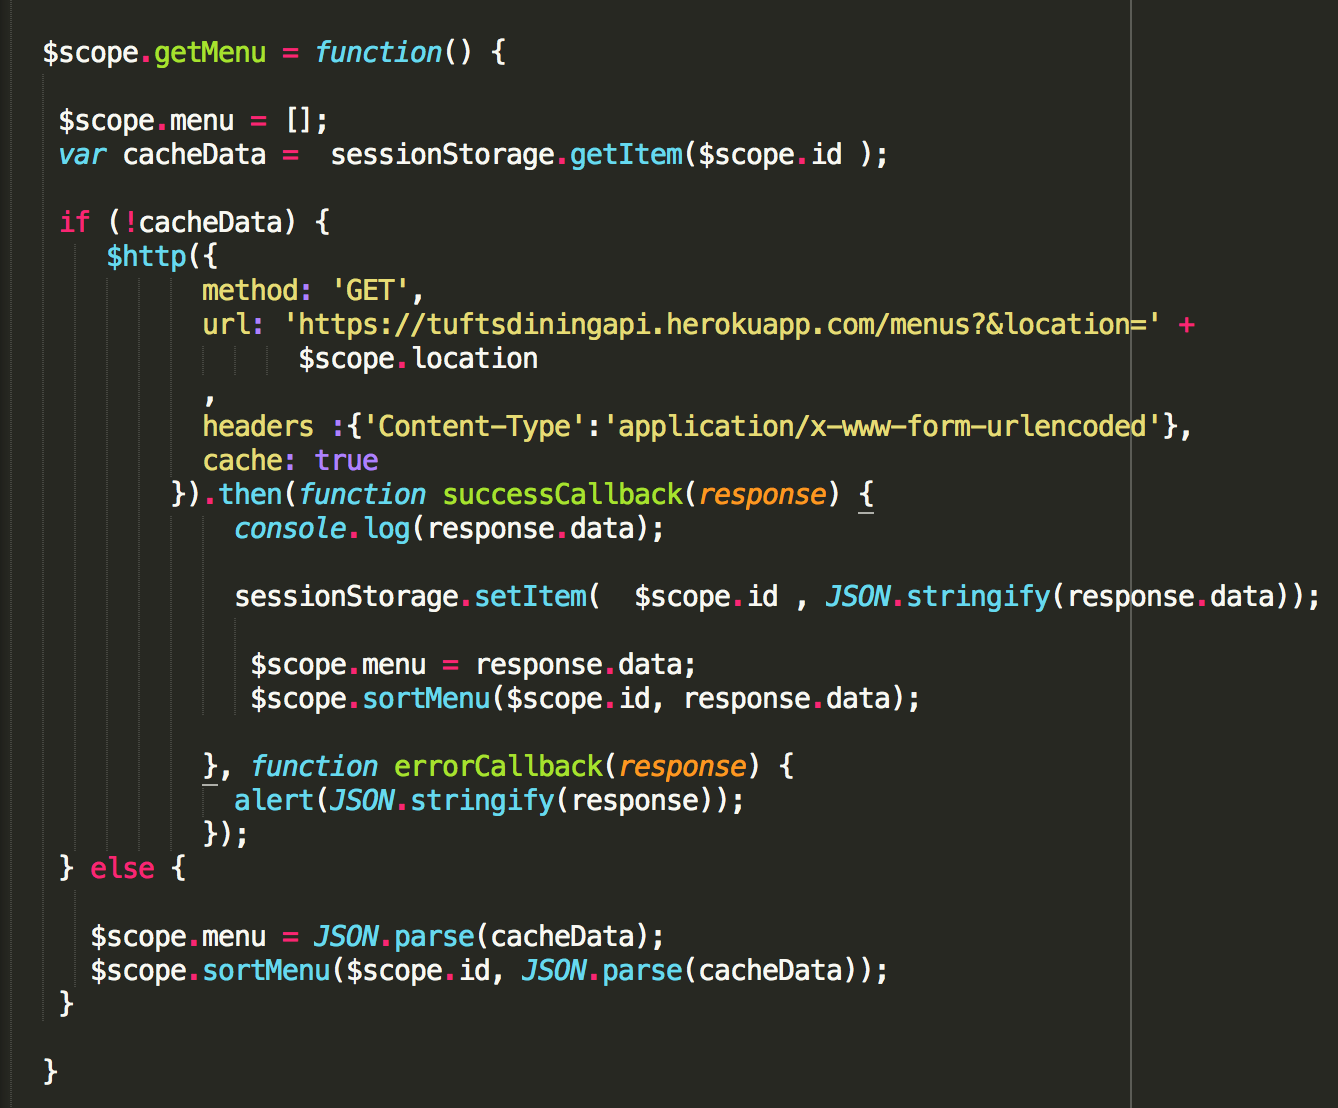 $scope.getMenu = function() {
$scope.menu = [];
var cacheData =  sessionStorage.getItem($scope.id );
if (!cacheData) {
$http({
method: 'GET',
url: 'https://tuftsdiningapi.herokuapp.com/menus?&location=' +
$scope.location
,
headers :{'Content-Type':'application/x-www-form-urlencoded'},
cache: true
}).then(function successCallback(response) {
console.log(response.data);
sessionStorage.setItem(  $scope.id , JSON.stringify(response.data));
$scope.menu = response.data;
$scope.sortMenu($scope.id, response.data);
}, function errorCallback(response) {
alert(JSON.stringify(response));
});
} else {
$scope.menu = JSON.parse(cacheData);
$scope.sortMenu($scope.id, JSON.parse(cacheData));
}
}